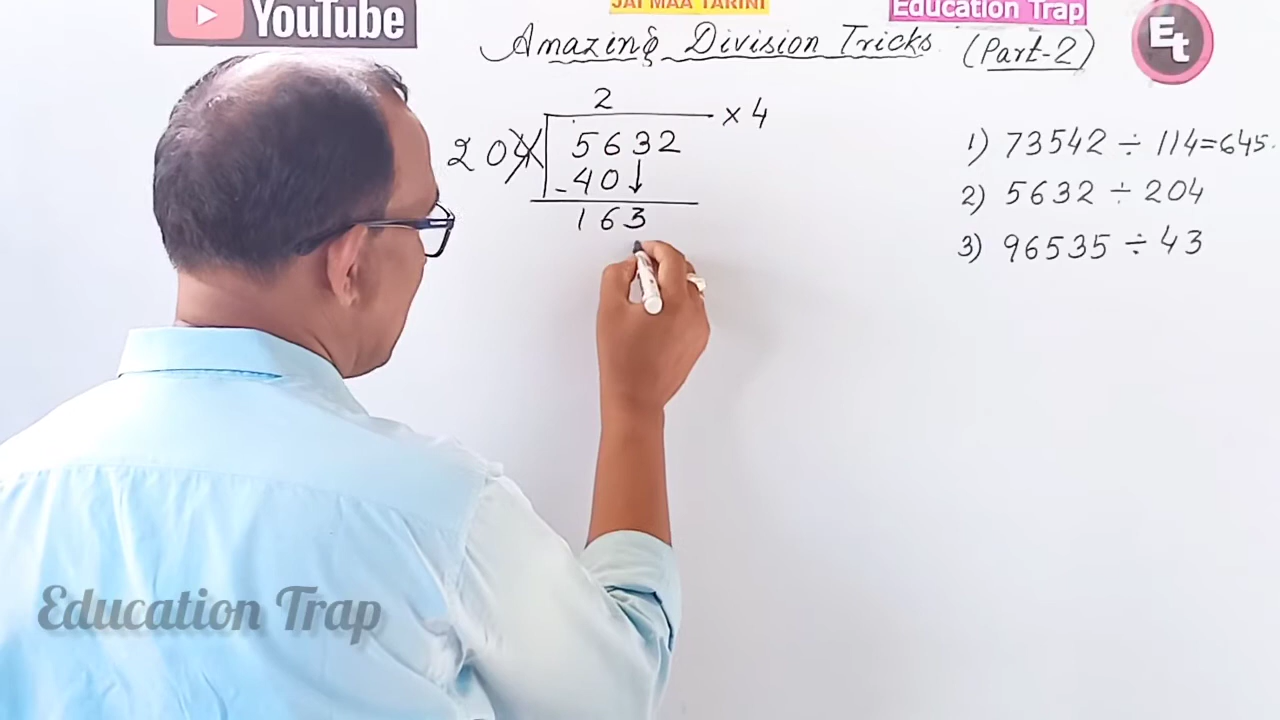 YouTube
JAI MAA TARINI
Education Trap
Et
Amazing Division Tricks (Part-2)
2
204 5632 × 4
- 40 ↓
163
1) 73542 ÷ 114=645.
2) 5632 ÷ 204
3) 96535 ÷ 43
Education Trap